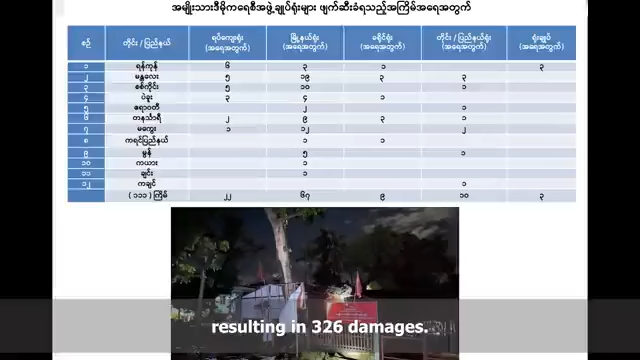 အမျိုးသားဒီမိုကရေစီအဖွဲ့ချုပ်ရုံးများ ဖျက်ဆီးခံရသည့်အကြိမ်အရေအတွက်
စဉ် တိုင်း / ပြည်နယ် ရပ်ကျေးရုံး (အရေအတွက်) မြို့နယ်ရုံး (အရေအတွက်) ခရိုင်ရုံး (အရေအတွက်) တိုင်း / ပြည်နယ်ရုံး (အရေအတွက်) ရုံးချုပ် (အရေအတွက်)
၁ ရန်ကုန် ၆ ၃ ၁ ၃
၂ မန္တလေး ၅ ၁၉ ၃ ၃
၃ စစ်ကိုင်း ၅ ၁၀ ၁
၄ ပဲခူး ၃ ၄ ၁
၅ ဧရာဝတီ ၂ ၁
၆ တနင်္သာရီ ၂ ၉ ၃ ၁
၇ မကွေး ၁ ၁၂ ၂
၈ ကရင်ပြည်နယ် ၁ ၁
၉ မွန် ၅ ၁
၁၀ ကယား ၁
၁၁ ချင်း ၁
၁၂ ကချင် ၁
( ၁၁၁ ) ကြိမ် ၂၂ ၆၇ ၉ ၁၀ ၃
resulting in 326 damages.